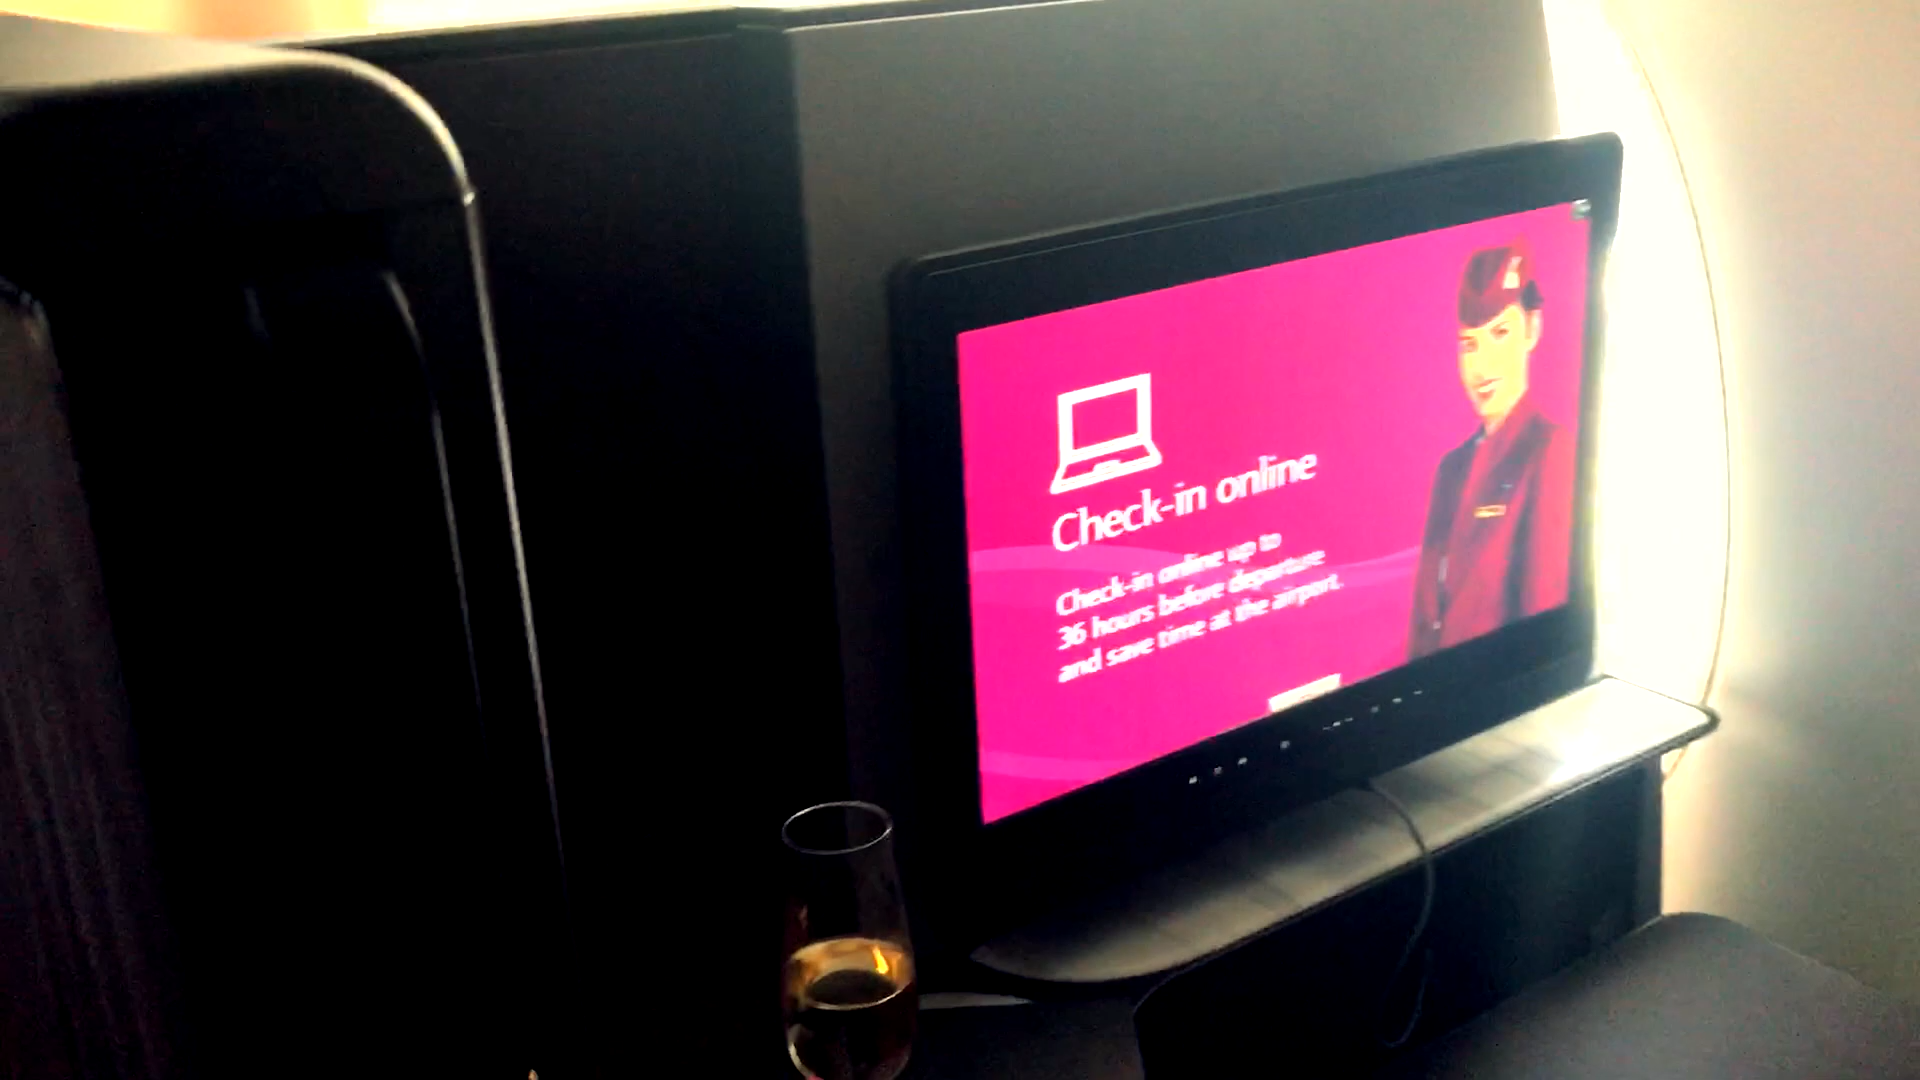 Check-in online
Check-in online up to
36 hours before departure
and save time at the airport.